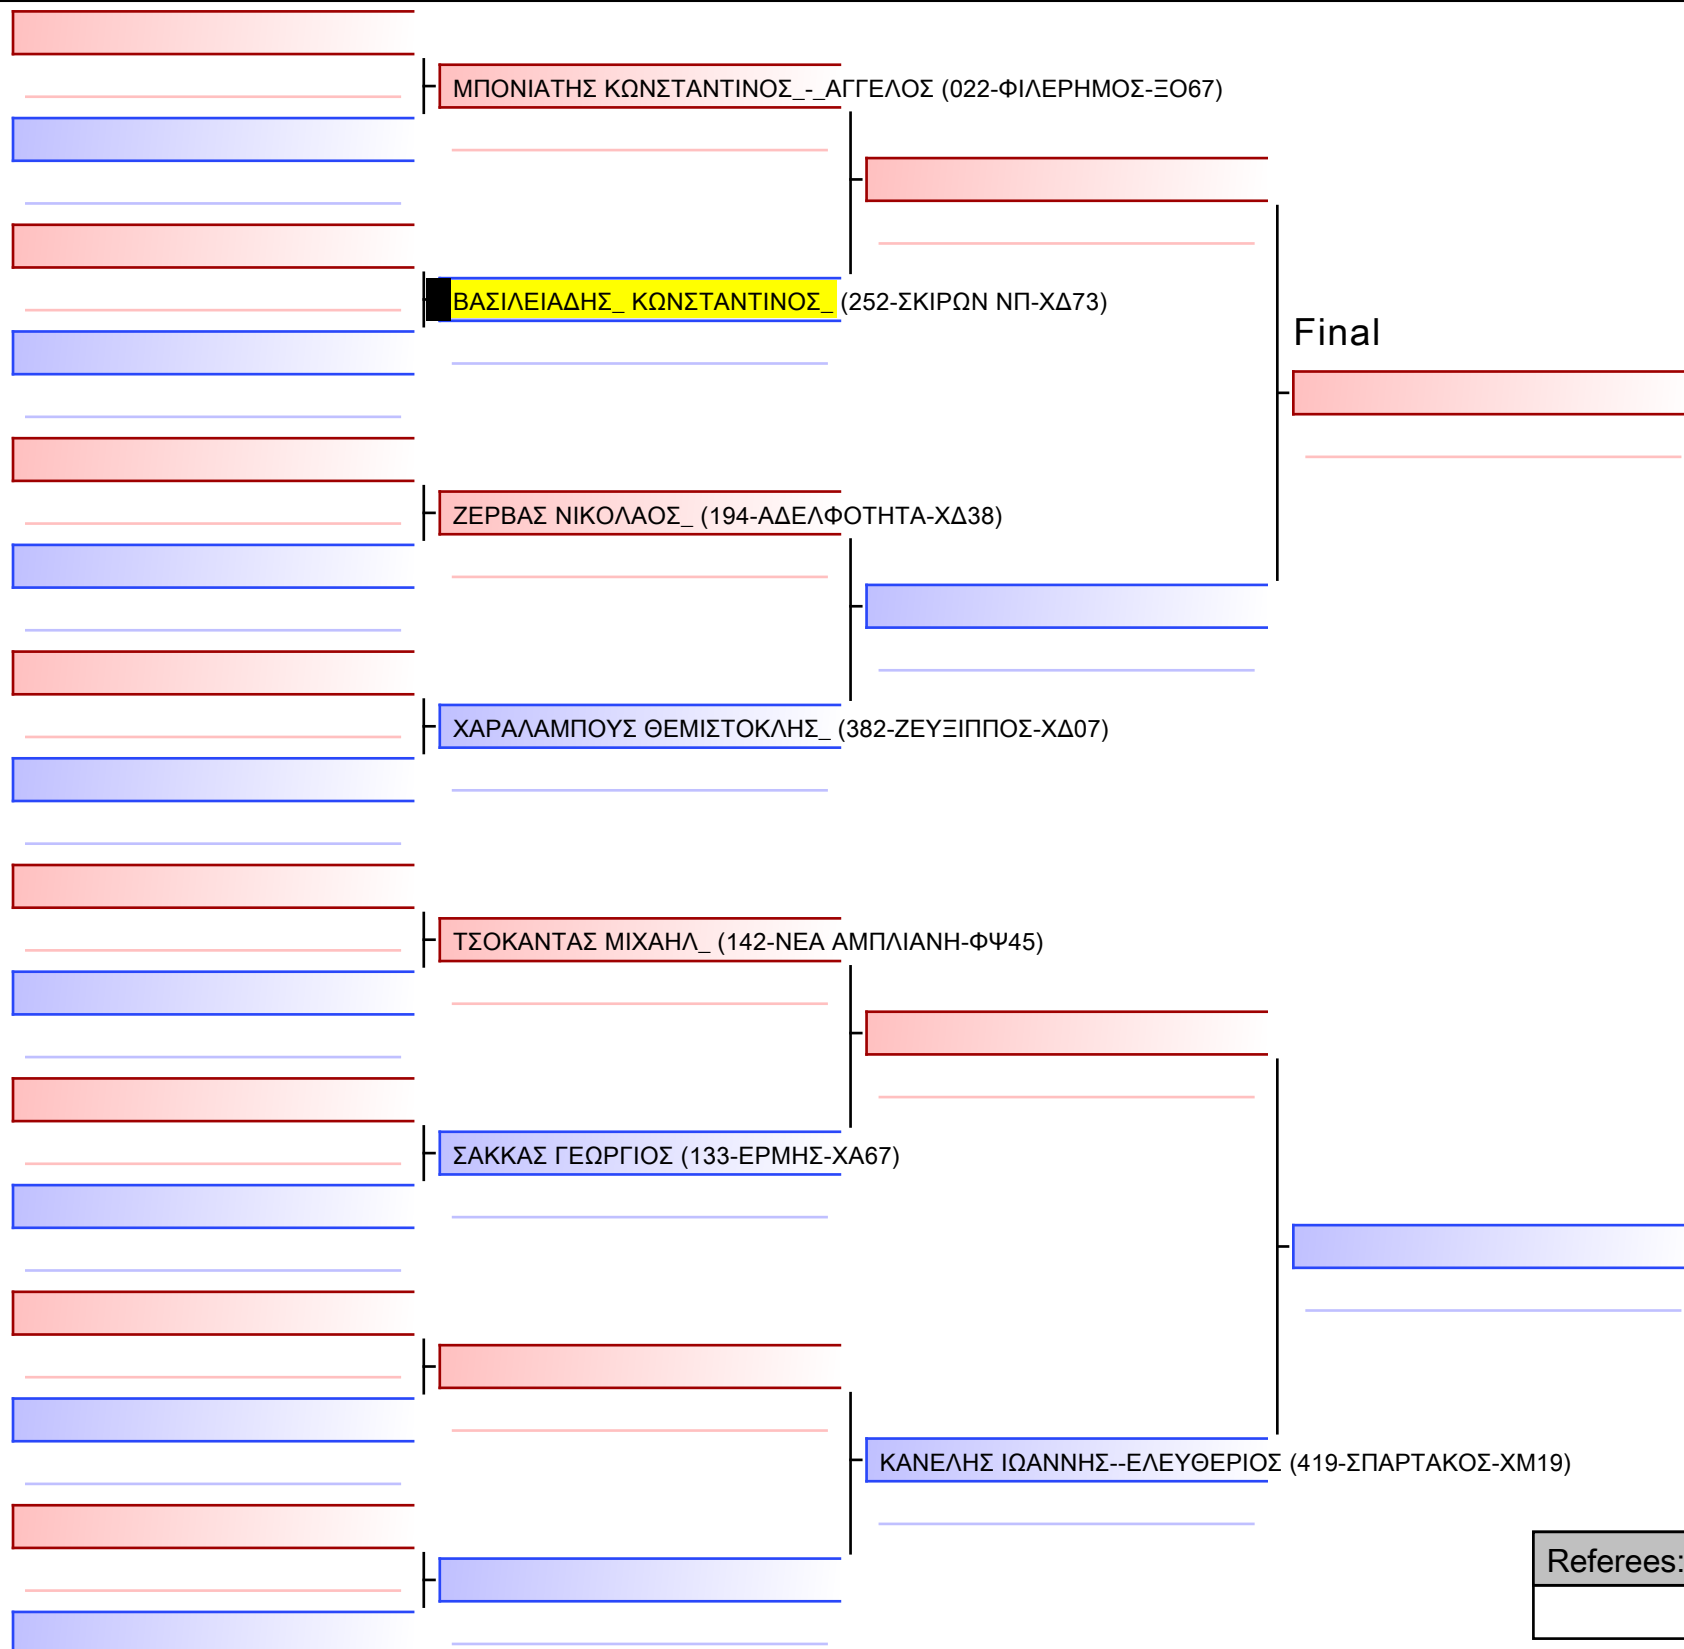 ΜΠΟΝΙΑΤΗΣ ΚΩΝΣΤΑΝΤΙΝΟΣ_-_ΑΓΓΕΛΟΣ (022-ΦΙΛΕΡΗΜΟΣ-ΞΟ67)
ΒΑΣΙΛΕΙΑΔΗΣ_ ΚΩΝΣΤΑΝΤΙΝΟΣ_ (252-ΣΚΙΡΩΝ ΝΠ-ΧΔ73)
Final
ΖΕΡΒΑΣ ΝΙΚΟΛΑΟΣ_ (194-ΑΔΕΛΦΟΤΗΤΑ-ΧΔ38)
ΧΑΡΑΛΑΜΠΟΥΣ ΘΕΜΙΣΤΟΚΛΗΣ_ (382-ΖΕΥΞΙΠΠΟΣ-ΧΔ07)
ΤΣΟΚΑΝΤΑΣ ΜΙΧΑΗΛ_ (142-ΝΕΑ ΑΜΠΛΙΑΝΗ-ΦΨ45)
ΣΑΚΚΑΣ ΓΕΩΡΓΙΟΣ (133-ΕΡΜΗΣ-ΧΑ67)
ΚΑΝΕΛΗΣ ΙΩΑΝΝΗΣ--ΕΛΕΥΘΕΡΙΟΣ (419-ΣΠΑΡΤΑΚΟΣ-ΧΜ19)
Referees: